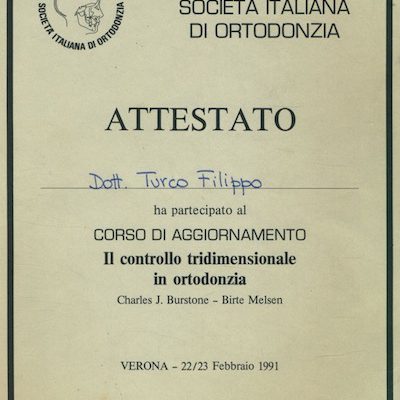 SOCIETÀ ITALIANA DI ORTODONZIA
SOCIETÀ ITALIANA
DI ORTODONZIA
ATTESTATO
Dott. Turco Filippo
ha partecipato al
CORSO DI AGGIORNAMENTO
Il controllo tridimensionale
in ortodonzia
Charles J. Burstone – Birte Melsen
VERONA – 22/23 Febbraio 1991